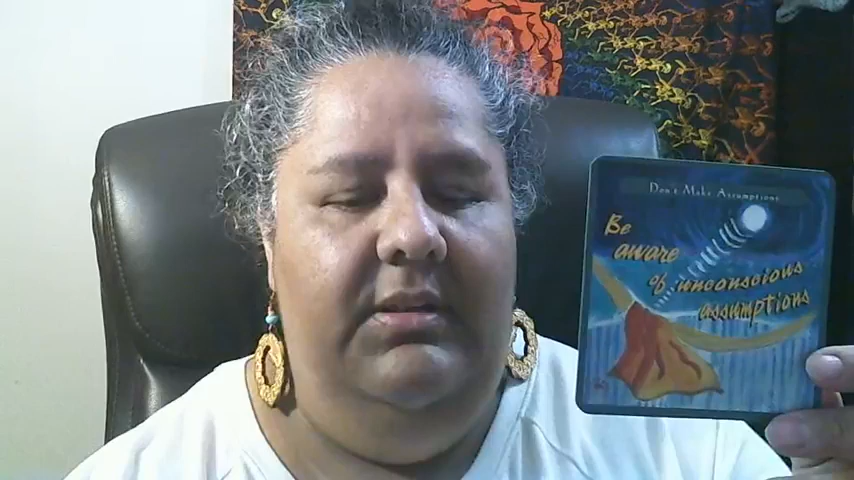 Don't Make Assumptions
Be
aware
of unconscious
assumptions